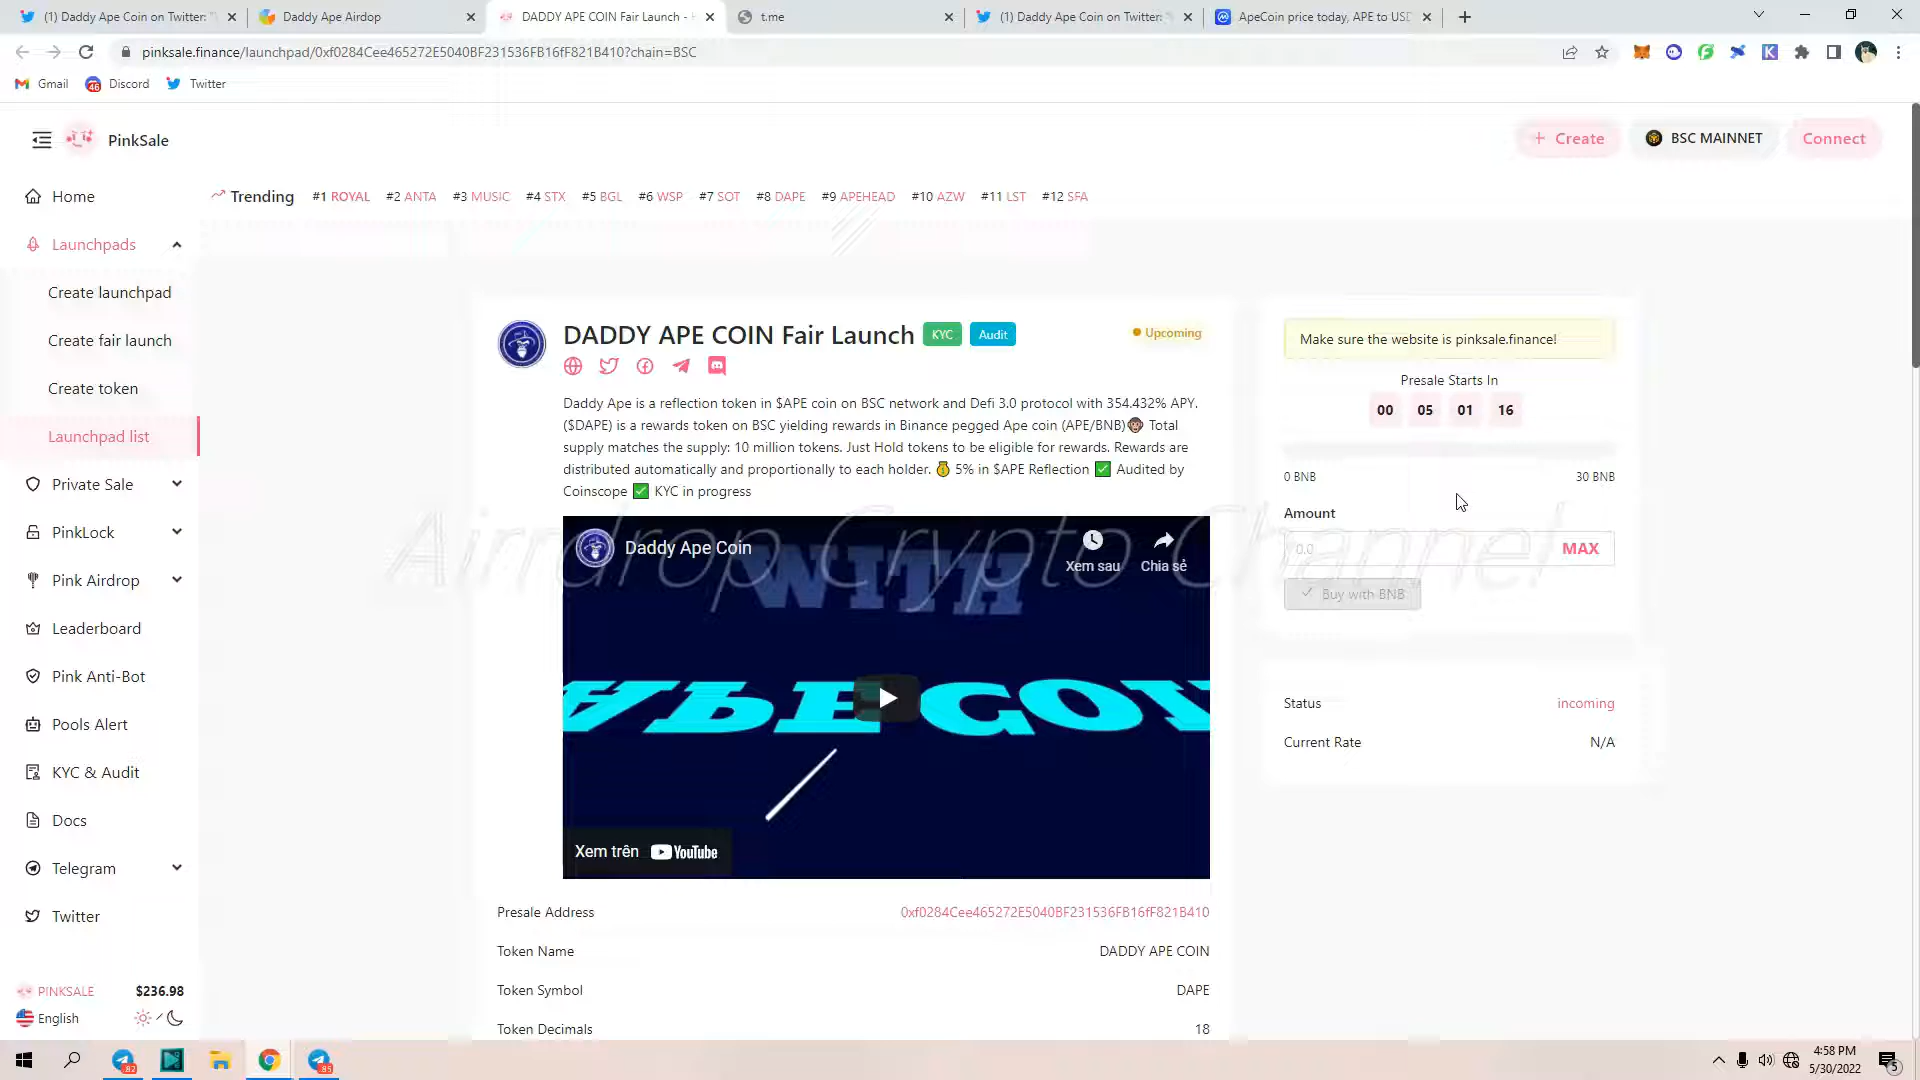 (1) Daddy Ape Coin on Twitter: "
Daddy Ape Airdop
DADDY APE COIN Fair Launch -
t.me
(1) Daddy Ape Coin on Twitter:
ApeCoin price today, APE to USD
pinksale.finance/launchpad/0xf0284Cee465272E5040BF231536FB16fF821B410?chain=BSC
Gmail
46
Discord
Twitter
PinkSale
Create
BSC MAINNET
Connect
Home
Trending
#1 ROYAL #2 ANTA #3 MUSIC #4 STX #5 BGL #6 WSP #7 SOT #8 DAPE #9 APEHEAD #10 AZW #11 LST #12 SFA
Launchpads
Create launchpad
Create fair launch
Create token
Launchpad list
Private Sale
PinkLock
Pink Airdrop
Leaderboard
Pink Anti-Bot
Pools Alert
KYC & Audit
Docs
Telegram
Twitter
PINKSALE $236.98
English
DADDY APE COIN Fair Launch
KYC
Audit
Upcoming
Daddy Ape is a reflection token in $APE coin on BSC network and Defi 3.0 protocol with 354.432% APY.
($DAPE) is a rewards token on BSC yielding rewards in Binance pegged Ape coin (APE/BNB)🐵 Total
supply matches the supply: 10 million tokens. Just Hold tokens to be eligible for rewards. Rewards are
distributed automatically and proportionally to each holder. 💰 5% in $APE Reflection ✅ Audited by
Coinscope ✅ KYC in progress
Daddy Ape Coin
Xem sau
Chia sẻ
WITH
APE COI
Xem trên YouTube
Airdrop Crypto Channel
Presale Address 0xf0284Cee465272E5040BF231536FB16fF821B410
Token Name DADDY APE COIN
Token Symbol DAPE
Token Decimals 18
Make sure the website is pinksale.finance!
Presale Starts In
00 05 01 16
0 BNB 30 BNB
Amount
0.0
MAX
Buy with BNB
Status incoming
Current Rate N/A
82
85
4:58 PM
5/30/2022
5